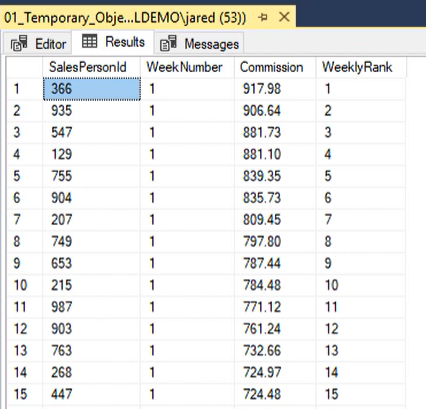 01_Temporary_Obje...LDEMO\jared (53))
Editor Results Messages
SalesPersonId WeekNumber Commission WeeklyRank
1 366 1 917.98 1
2 935 1 906.64 2
3 547 1 881.73 3
4 129 1 881.10 4
5 755 1 839.35 5
6 904 1 835.73 6
7 207 1 809.45 7
8 749 1 797.80 8
9 653 1 787.44 9
10 215 1 784.48 10
11 987 1 771.12 11
12 903 1 761.24 12
13 763 1 732.66 13
14 268 1 724.97 14
15 447 1 724.48 15